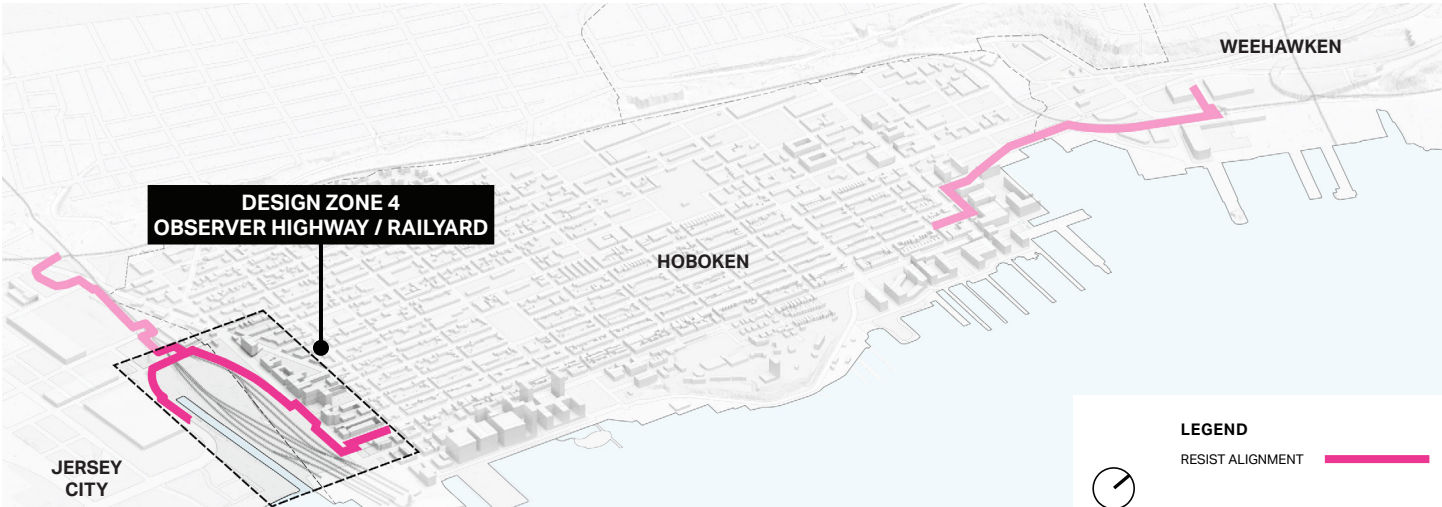 WEEHAWKEN
DESIGN ZONE 4
OBSERVER HIGHWAY / RAILYARD
HOBOKEN
JERSEY
CITY
LEGEND
RESIST ALIGNMENT